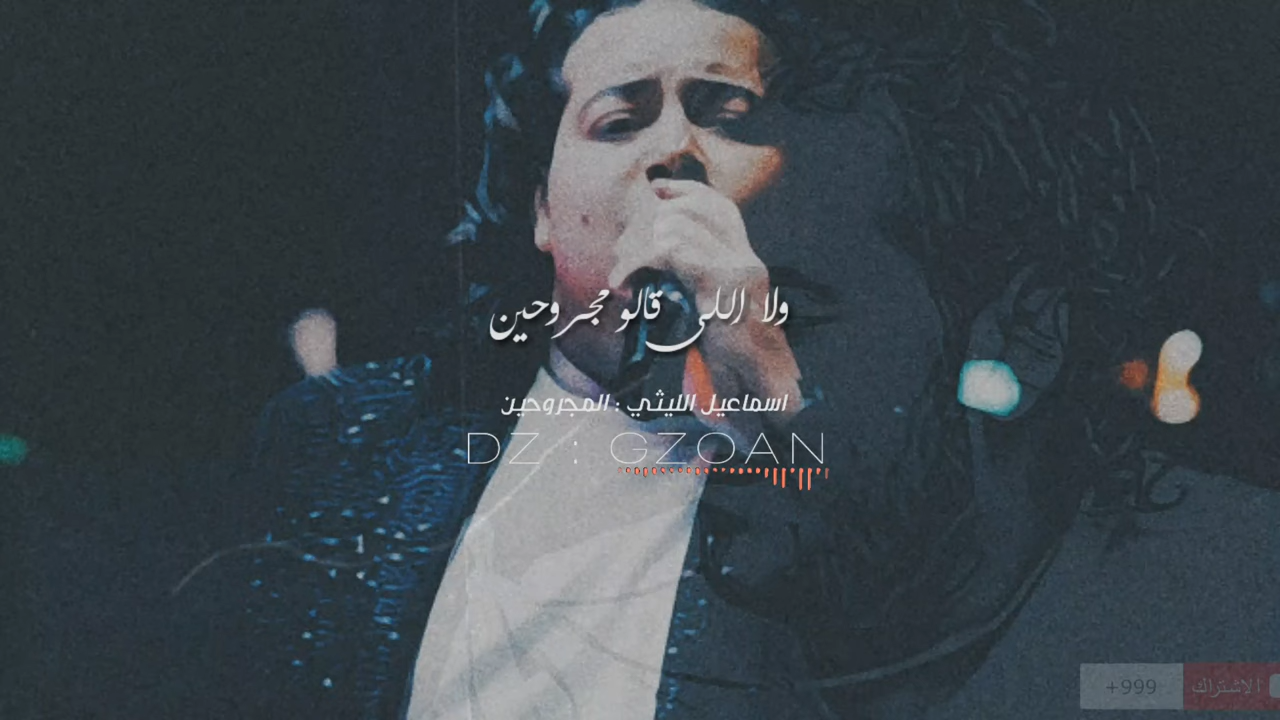 ولا اللي قالو مجروحين
اسماعيل الليثي : المجروحين
DZ : GZOAN
+999
الاشتراك